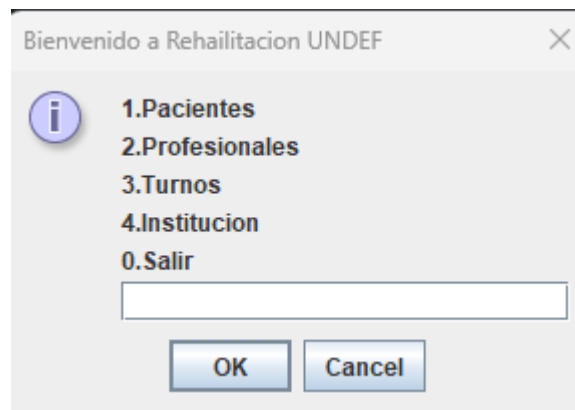 Bienvenido a Rehailitacion UNDEF
1.Pacientes
2.Profesionales
3.Turnos
4.Institucion
0.Salir
OK Cancel